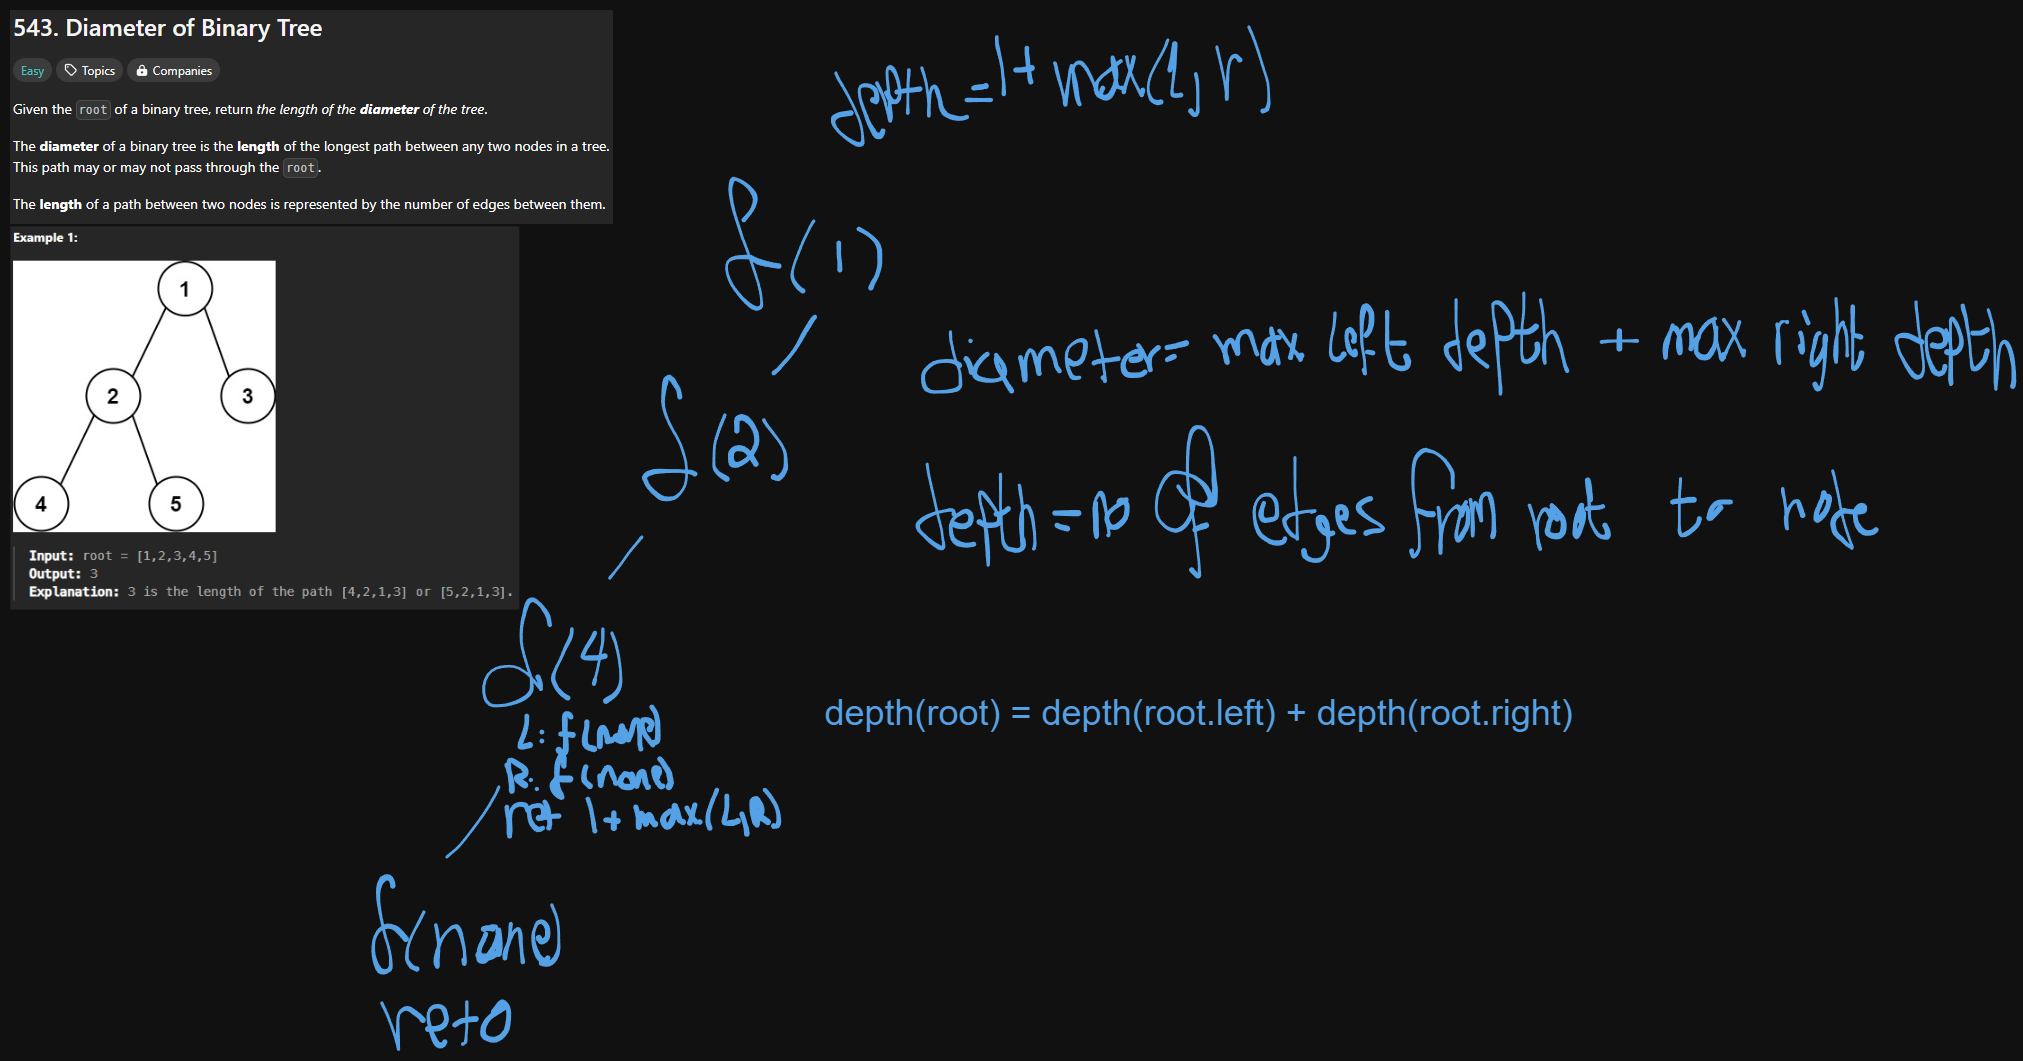 543. Diameter of Binary Tree
Easy Topics Companies
Given the root of a binary tree, return the length of the diameter of the tree.
The diameter of a binary tree is the length of the longest path between any two nodes in a tree.
This path may or may not pass through the root.
The length of a path between two nodes is represented by the number of edges between them.
Example 1:
1
2 3
4 5
Input: root = [1,2,3,4,5]
Output: 3
Explanation: 3 is the length of the path [4,2,1,3] or [5,2,1,3].
depth = 1 + max(l, r)
f(1)
diameter = max left depth + max right depth
f(2)
depth = no of edges from root to node
f(4)
L: f(none)
R: f(none)
ret 1 + max(L,R)
depth(root) = depth(root.left) + depth(root.right)
f(none)
ret 0